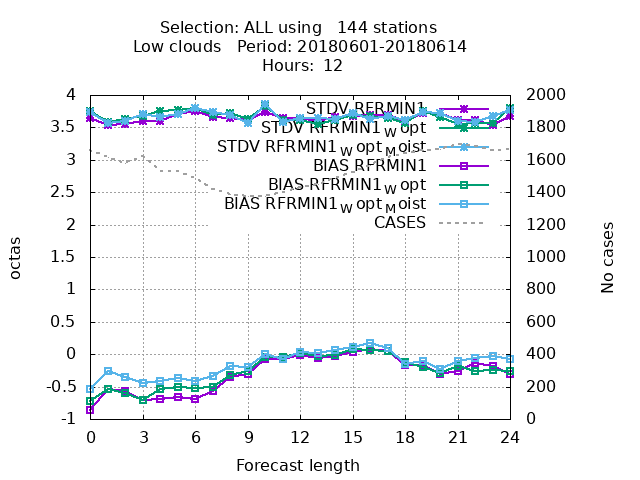 Selection: ALL using   144 stations
Low clouds   Period: 20180601-20180614
Hours:  12
STDV RFRMIN1
STDV RFRMIN1_W opt
STDV RFRMIN1_W opt_M oist
BIAS RFRMIN1
BIAS RFRMIN1_W opt
BIAS RFRMIN1_W opt_M oist
CASES
octas
4
3.5
3
2.5
2
1.5
1
0.5
0
-0.5
-1
2000
1800
1600
1400
1200
1000
800
600
400
200
0
No cases
0 3 6 9 12 15 18 21 24
Forecast length